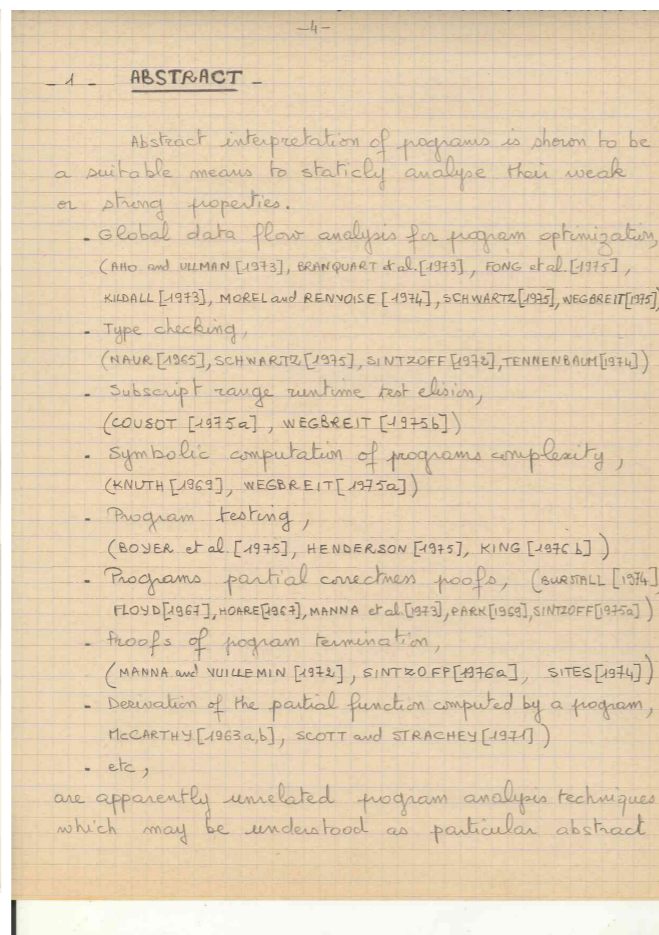 -4-
- 1 - ABSTRACT -
Abstract interpretation of programs is shown to be
a suitable means to staticly analyse their weak
or strong properties.
- Global data flow analysis for program optimization,
(AHO and ULLMAN [1973], BRANQUART et al. [1973], FONG et al. [1975],
KILDALL [1973], MOREL and RENVOISE [1974], SCHWARTZ [1975], WEGBREIT [1975])
- Type checking,
(NAUR [1965], SCHWARTZ [1975], SINTZOFF [1972], TENNENBAUM [1974])
- Subscript range runtime test elision,
(COUSOT [1975a], WEGBREIT [1975b])
- Symbolic computation of programs complexity,
(KNUTH [1969], WEGBREIT [1975a])
- Program testing,
(BOYER et al. [1975], HENDERSON [1975], KING [1976b])
- Programs partial correctness poofs, (BURSTALL [1974]
FLOYD [1967], HOARE [1967], MANNA et al. [1973], PARK [1969], SINTZOFF [1975a])
- Proofs of program termination,
(MANNA and VUILLEMIN [1972], SINTZOFF [1976a], SITES [1974])
- Derivation of the partial function computed by a program,
McCARTHY [1963a,b], SCOTT and STRACHEY [1971])
- etc,
are apparently unrelated program analysis techniques
which may be understood as particular abstract